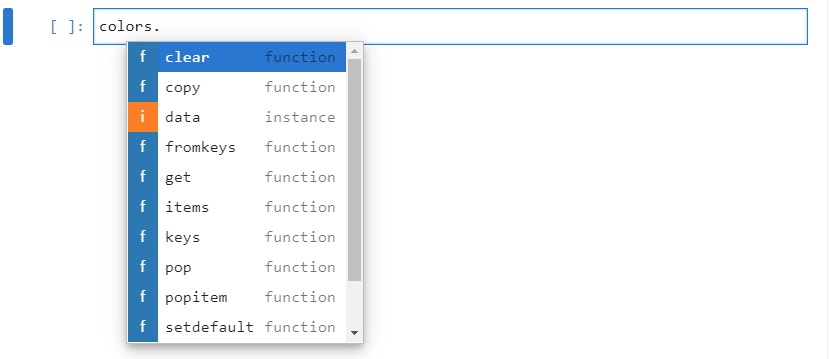 [ ]: colors.
f clear function
f copy function
i data instance
f fromkeys function
f get function
f items function
f keys function
f pop function
f popitem function
f setdefault function